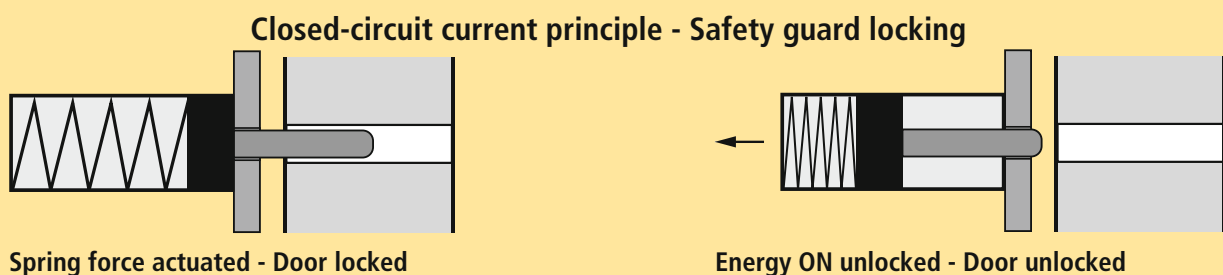 Closed-circuit current principle - Safety guard locking
Spring force actuated - Door locked
Energy ON unlocked - Door unlocked